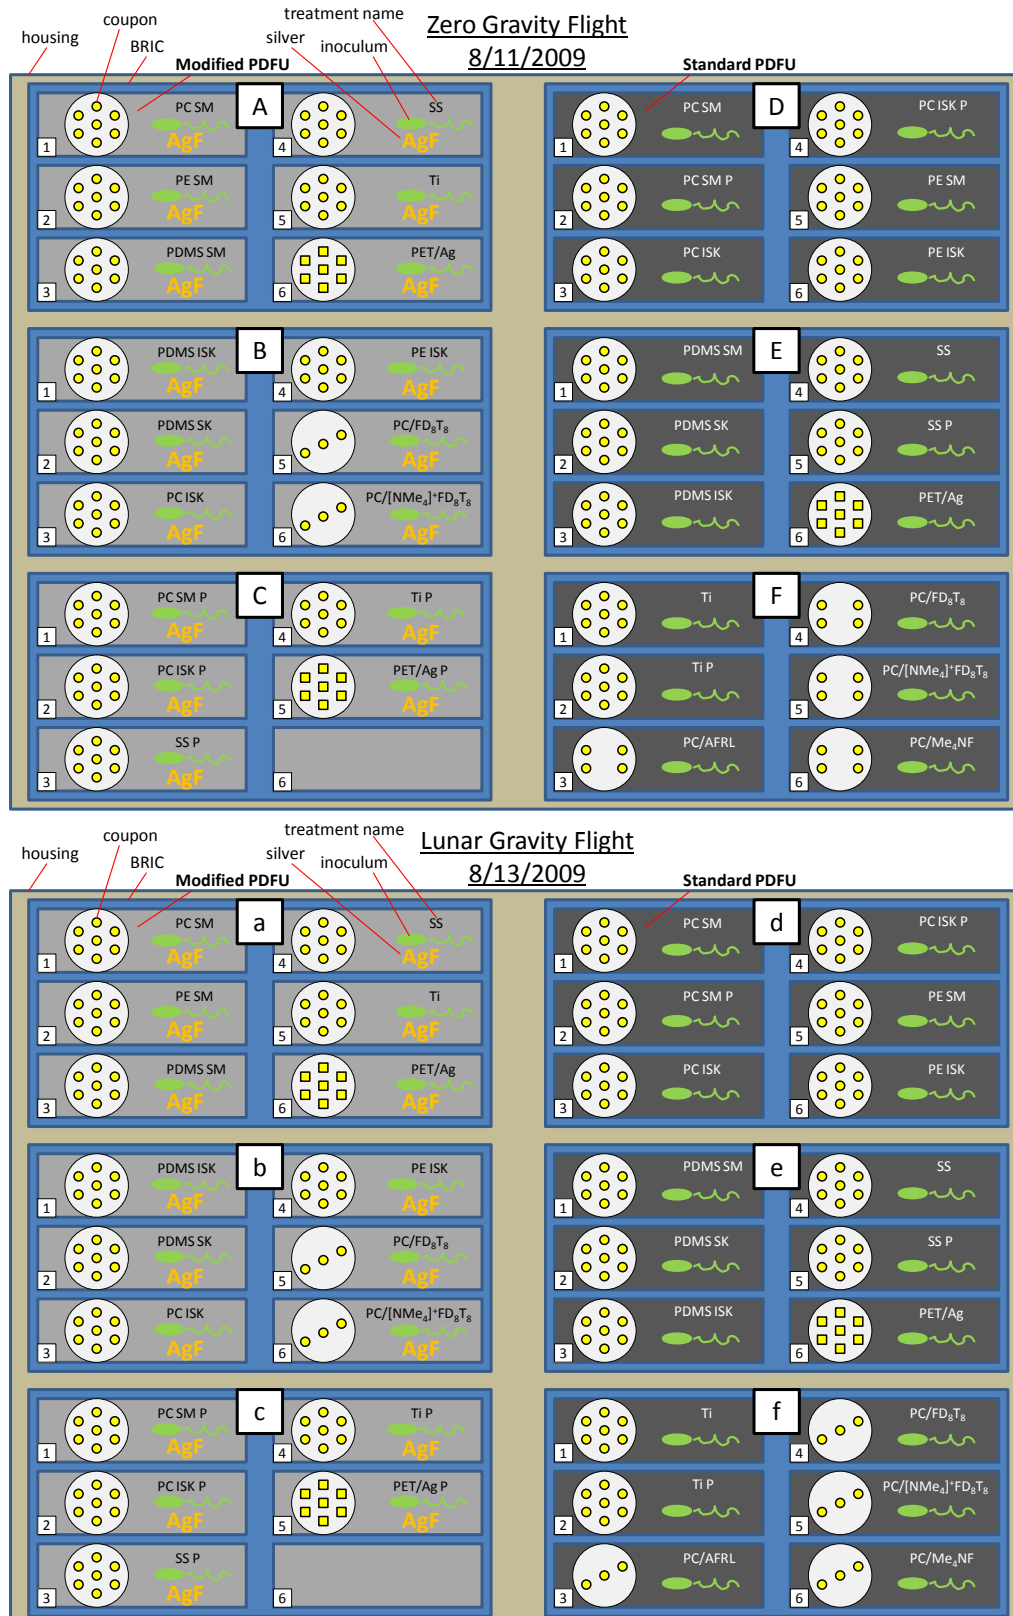 treatment name
coupon
silver
inoculum
Zero Gravity Flight
housing
BRIC
8/11/2009
Modified PDFU
Standard PDFU
A
1
PC SM
AgF
4
SS
AgF
2
PE SM
AgF
5
Ti
AgF
3
PDMS SM
AgF
6
PET/Ag
AgF
D
1
PC SM
4
PC ISK P
2
PC SM P
5
PE SM
3
PC ISK
6
PE ISK
B
1
PDMS ISK
AgF
4
PE ISK
AgF
2
PDMS SK
AgF
5
PC/FD₈T₈
AgF
3
PC ISK
AgF
6
PC/[NMe₄]⁺FD₈T₈
AgF
E
1
PDMS SM
4
SS
2
PDMS SK
5
SS P
3
PDMS ISK
6
PET/Ag
C
1
PC SM P
AgF
4
Ti P
AgF
2
PC ISK P
AgF
5
PET/Ag P
AgF
3
SS P
AgF
6
F
1
Ti
4
PC/FD₈T₈
2
Ti P
5
PC/[NMe₄]⁺FD₈T₈
3
PC/AFRL
6
PC/Me₄NF
treatment name
coupon
silver
inoculum
Lunar Gravity Flight
housing
BRIC
8/13/2009
Modified PDFU
Standard PDFU
a
1
PC SM
AgF
4
SS
AgF
2
PE SM
AgF
5
Ti
AgF
3
PDMS SM
AgF
6
PET/Ag
AgF
d
1
PC SM
4
PC ISK P
2
PC SM P
5
PE SM
3
PC ISK
6
PE ISK
b
1
PDMS ISK
AgF
4
PE ISK
AgF
2
PDMS SK
AgF
5
PC/FD₈T₈
AgF
3
PC ISK
AgF
6
PC/[NMe₄]⁺FD₈T₈
AgF
e
1
PDMS SM
4
SS
2
PDMS SK
5
SS P
3
PDMS ISK
6
PET/Ag
c
1
PC SM P
AgF
4
Ti P
AgF
2
PC ISK P
AgF
5
PET/Ag P
AgF
3
SS P
AgF
6
f
1
Ti
4
PC/FD₈T₈
2
Ti P
5
PC/[NMe₄]⁺FD₈T₈
3
PC/AFRL
6
PC/Me₄NF